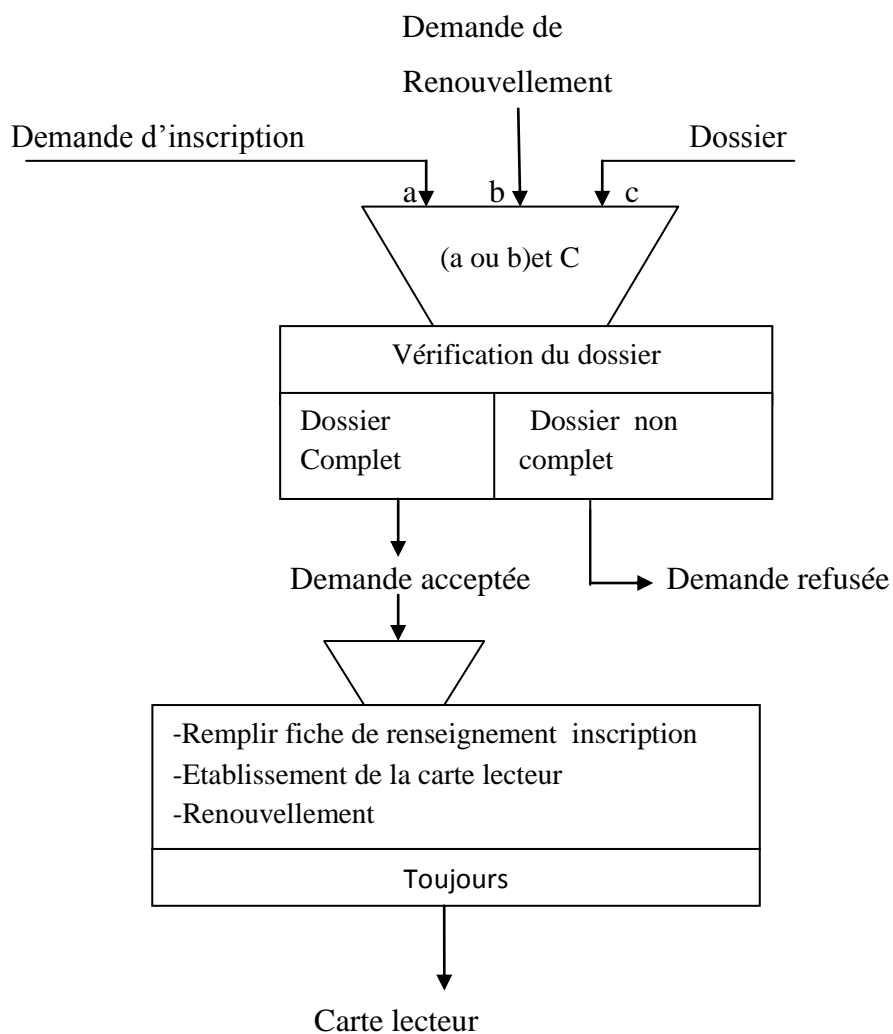 Demande de
Renouvellement
Demande d’inscription
Dossier
a
b
c
(a ou b)et C
Vérification du dossier
Dossier
Complet
Dossier non
complet
Demande acceptée
Demande refusée
-Remplir fiche de renseignement inscription
-Etablissement de la carte lecteur
-Renouvellement
Toujours
Carte lecteur